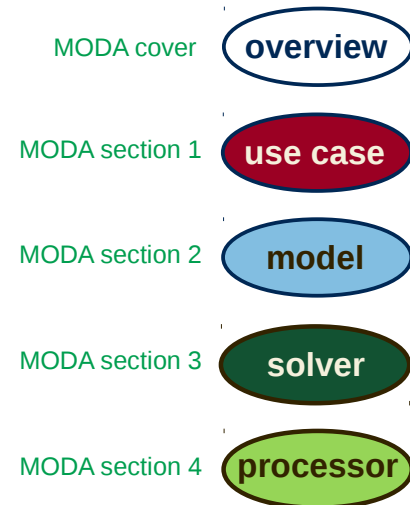 MODA cover overview
MODA section 1 use case
MODA section 2 model
MODA section 3 solver
MODA section 4 processor